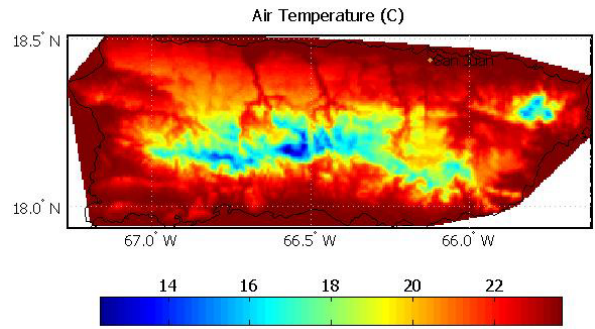 Air Temperature (C)
18.5° N
San Juan
18.0° N
67.0° W 66.5° W 66.0° W
14 16 18 20 22